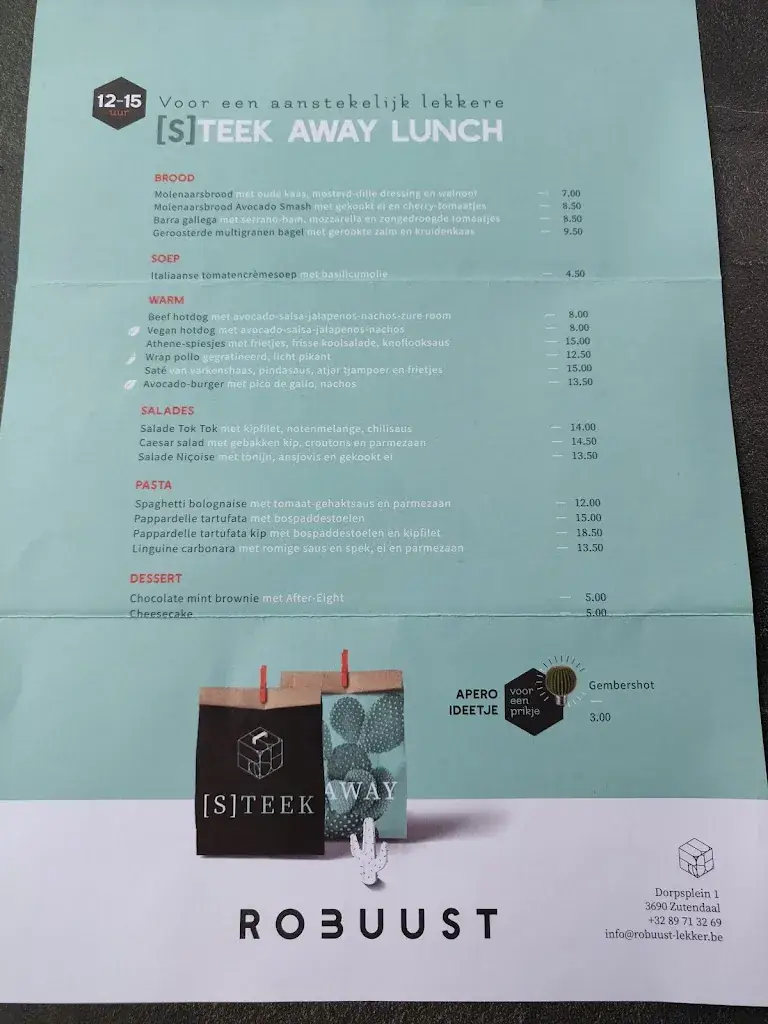 12-15
uur
Voor een aanstekelijk lekkere
[S]TEEK AWAY LUNCH
BROOD
Molenaarsbrood met oude kaas, mosterd-dille dressing en walnoot — 7.00
Molenaarsbrood Avocado Smash met gekookt ei en cherry-tomaatjes — 8.50
Barra gallega met serrano-ham, mozzarella en zongedroogde tomaatjes — 8.50
Geroosterde multigranen bagel met gerookte zalm en kruidenkaas — 9.50
SOEP
Italiaanse tomatencrèmesoep met basilicumolie — 4.50
WARM
Beef hotdog met avocado-salsa-jalapenos-nachos-zure room — 8.00
Vegan hotdog met avocado-salsa-jalapenos-nachos — 8.00
Athene-spiesjes met frietjes, frisse koolsalade, knoflooksaus — 15.00
Wrap pollo gegratineerd, licht pikant — 12.50
Saté van varkenshaas, pindasaus, atjar tjampoer en frietjes — 15.00
Avocado-burger met pico de gallo, nachos — 13.50
SALADES
Salade Tok Tok met kipfilet, notenmelange, chilisaus — 14.00
Caesar salad met gebakken kip, croutons en parmezaan — 14.50
Salade Niçoise met tonijn, ansjovis en gekookt ei — 13.50
PASTA
Spaghetti bolognaise met tomaat-gehaktsaus en parmezaan — 12.00
Pappardelle tartufata met bospaddestoelen — 15.00
Pappardelle tartufata kip met bospaddestoelen en kipfilet — 18.50
Linguine carbonara met romige saus en spek, ei en parmezaan — 13.50
DESSERT
Chocolate mint brownie met After-Eight — 5.00
Cheesecake — 5.00
APERO
IDEETJE
voor
een
prikje
Gembershot
—
3.00
[S]TEEK
AWAY
ROBUUST
Dorpsplein 1
3690 Zutendaal
+32 89 71 32 69
info@robuust-lekker.be